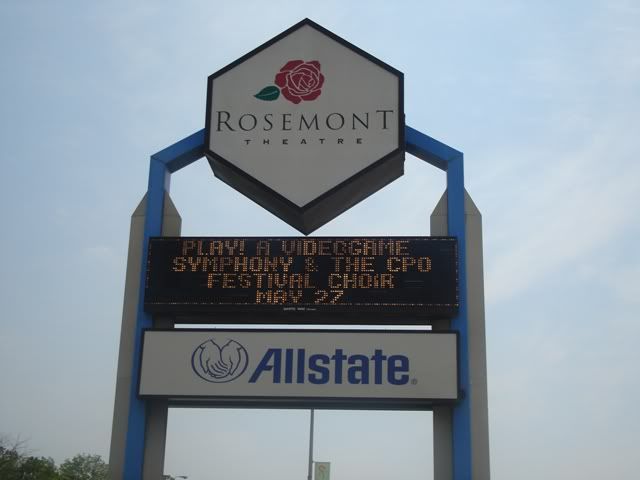 ROSEMONT
THEATRE
PLAY! A VIDEOGAME
SYMPHONY & THE CPO
FESTIVAL CHOIR
MAY 27
Allstate®